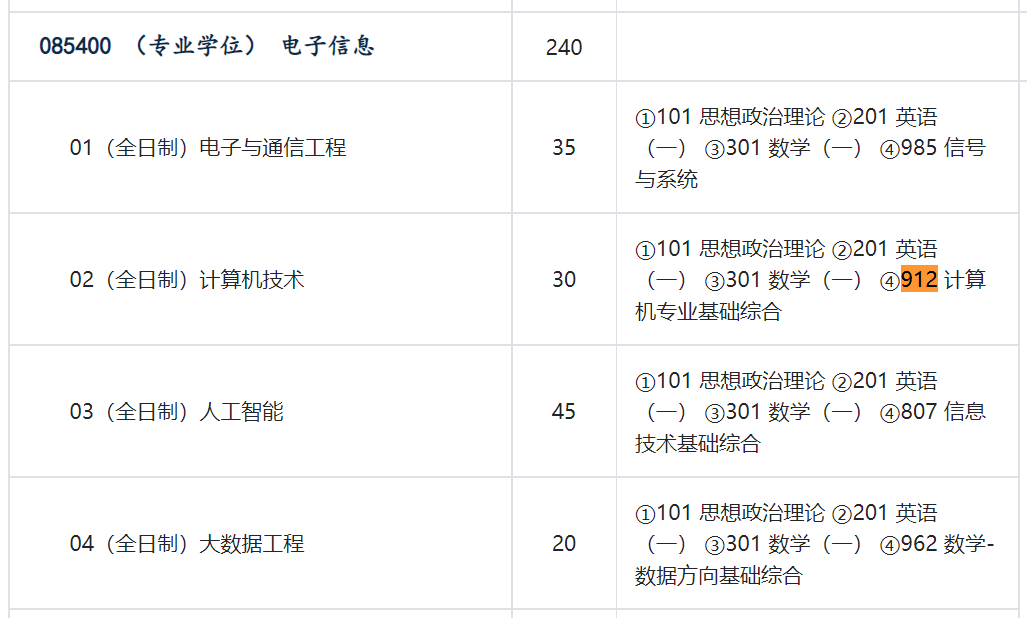 085400 （专业学位） 电子信息
240
01（全日制）电子与通信工程
35
①101 思想政治理论 ②201 英语
（一） ③301 数学（一） ④985 信号
与系统
02（全日制）计算机技术
30
①101 思想政治理论 ②201 英语
（一） ③301 数学（一） ④912 计算
机专业基础综合
03（全日制）人工智能
45
①101 思想政治理论 ②201 英语
（一） ③301 数学（一） ④807 信息
技术基础综合
04（全日制）大数据工程
20
①101 思想政治理论 ②201 英语
（一） ③301 数学（一） ④962 数学-
数据方向基础综合